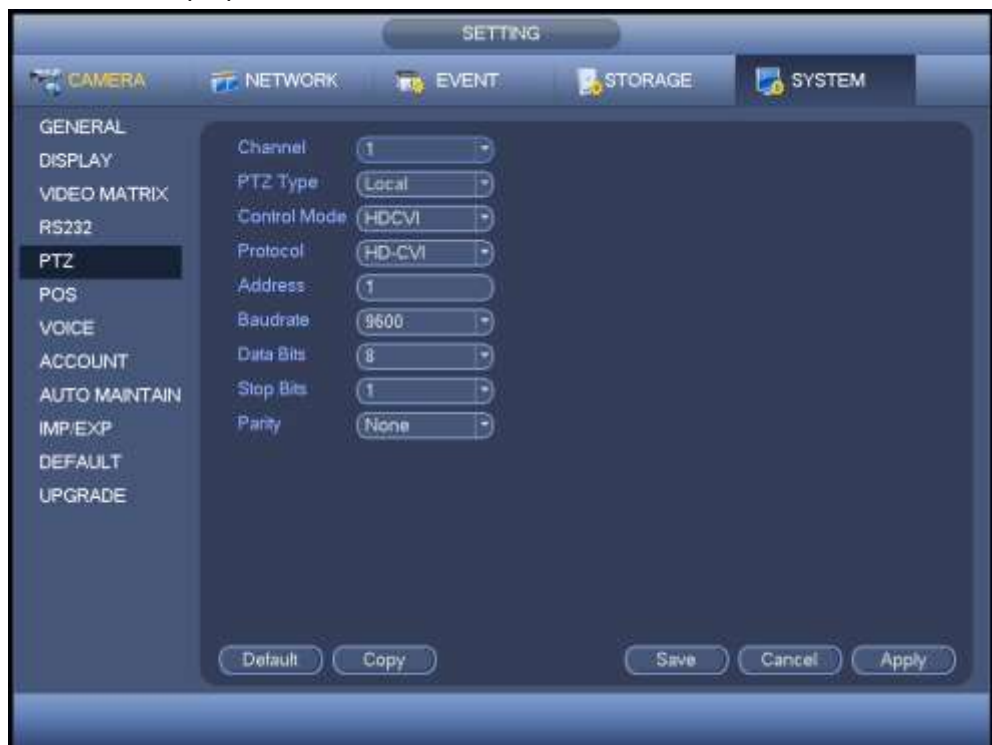 SETTING
CAMERA NETWORK EVENT STORAGE SYSTEM
GENERAL
DISPLAY
VIDEO MATRIX
RS232
PTZ
POS
VOICE
ACCOUNT
AUTO MAINTAIN
IMP/EXP
DEFAULT
UPGRADE
Channel 1
PTZ Type Local
Control Mode HDCVI
Protocol HD-CVI
Address 1
Baudrate 9600
Data Bits 8
Stop Bits 1
Parity None
Default Copy Save Cancel Apply